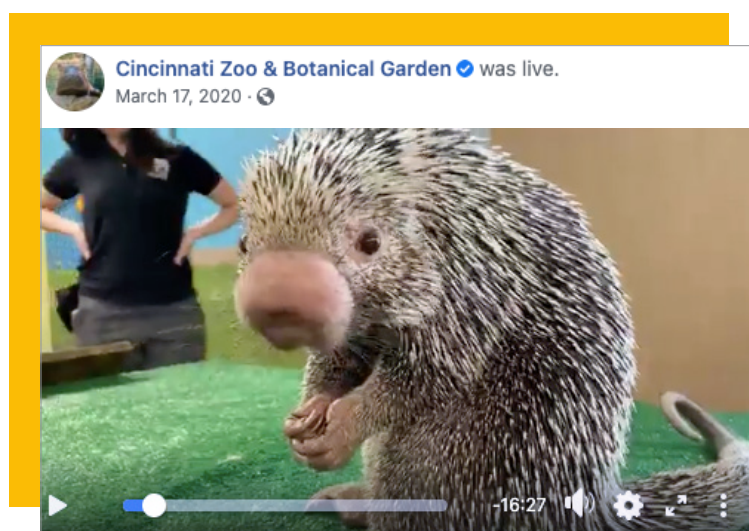 Cincinnati Zoo & Botanical Garden was live.
March 17, 2020 ·
-16:27